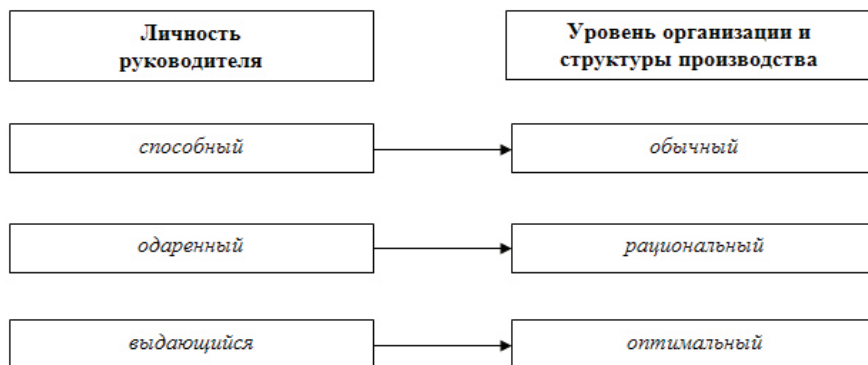 Личность
руководителя
Уровень организации и
структуры производства
способный
обычный
одаренный
рациональный
выдающийся
оптимальный